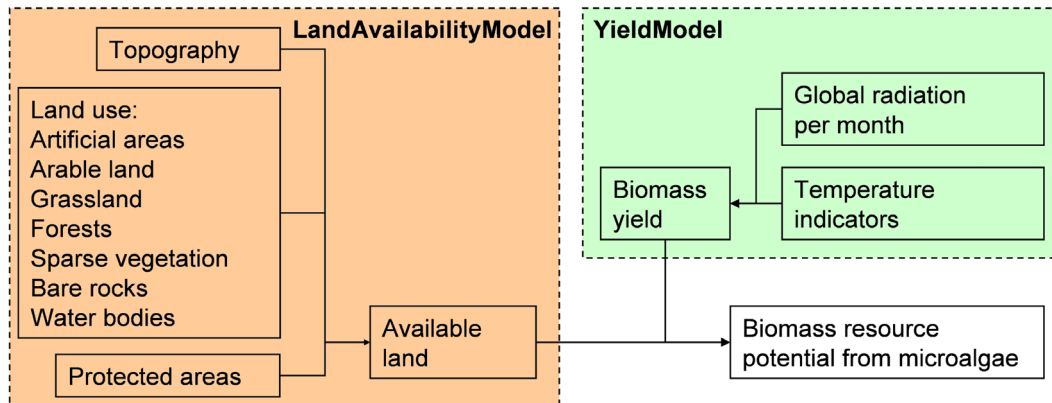 LandAvailabilityModel
Topography
Land use:
Artificial areas
Arable land
Grassland
Forests
Sparse vegetation
Bare rocks
Water bodies
Protected areas
Available
land
YieldModel
Global radiation
per month
Biomass
yield
Temperature
indicators
Biomass resource
potential from microalgae